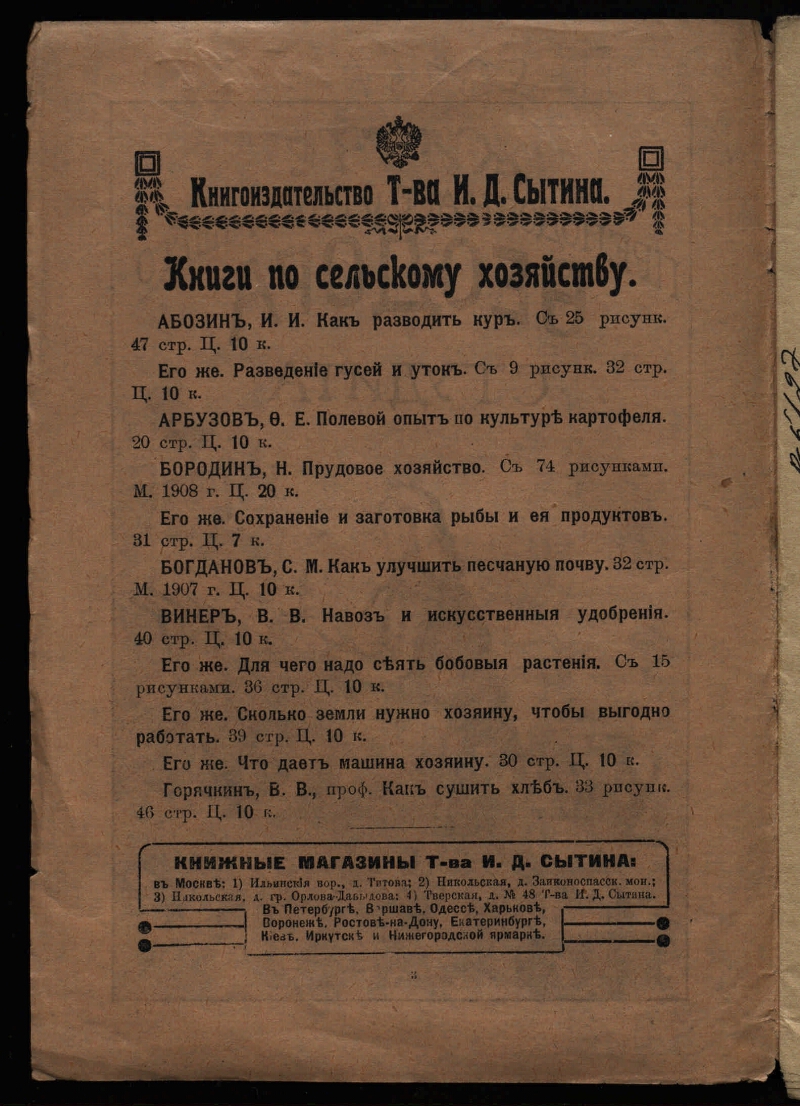 Книгоиздательство Т-ва И. Д. Сытина.
Книги по сельскому хозяйству.
АБОЗИНЪ, И. И. Какъ разводить куръ. Съ 25 рисунк.
47 стр. Ц. 10 к.
Его же. Разведеніе гусей и утокъ. Съ 9 рисунк. 32 стр.
Ц. 10 к.
АРБУЗОВЪ, Ѳ. Е. Полевой опытъ по культурѣ картофеля.
20 стр. Ц. 10 к.
БОРОДИНЪ, Н. Прудовое хозяйство. Съ 74 рисунками.
М. 1908 г. Ц. 20 к.
Его же. Сохраненіе и заготовка рыбы и ея продуктовъ.
31 стр. Ц. 7 к.
БОГДАНОВЪ, С. М. Какъ улучшить песчаную почву. 32 стр.
М. 1907 г. Ц. 10 к.
ВИНЕРЪ, В. В. Навозъ и искусственныя удобренія.
40 стр. Ц. 10 к.
Его же. Для чего надо сѣять бобовыя растенія. Съ 15
рисунками. 36 стр. Ц. 10 к.
Его же. Сколько земли нужно хозяину, чтобы выгодно
работать. 39 стр. Ц. 10 к.
Его же. Что даетъ машина хозяину. 30 стр. Ц. 10 к.
Горячкинъ, В. В., проф. Какъ сушить хлѣбъ. 33 рисунк.
46 стр. Ц. 10 к.
КНИЖНЫЕ МАГАЗИНЫ Т-ва И. Д. СЫТИНА:
въ Москвѣ: 1) Ильинскія вор., д. Титова; 2) Никольская, д. Заиконоспасск. мон.;
3) Никольская, д. гр. Орлова-Давыдова; 4) Тверская, д. № 48 Т-ва И. Д. Сытина.
Въ Петербургѣ, Варшавѣ, Одессѣ, Харьковѣ,
Воронежѣ, Ростовѣ-на-Дону, Екатеринбургѣ,
Кіевѣ, Иркутскѣ и Нижегородской ярмаркѣ.